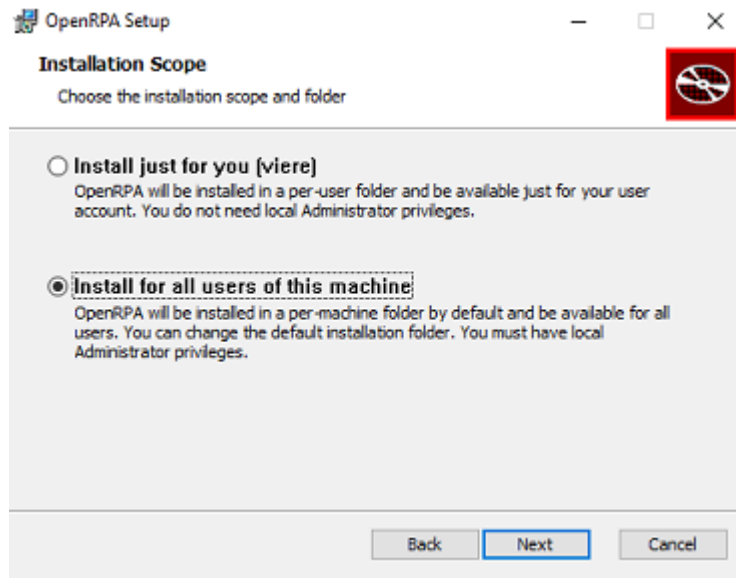 OpenRPA Setup
Installation Scope
Choose the installation scope and folder
Install just for you (viere)
OpenRPA will be installed in a per-user folder and be available just for your user
account. You do not need local Administrator privileges.
Install for all users of this machine
OpenRPA will be installed in a per-machine folder by default and be available for all
users. You can change the default installation folder. You must have local
Administrator privileges.
Back
Next
Cancel